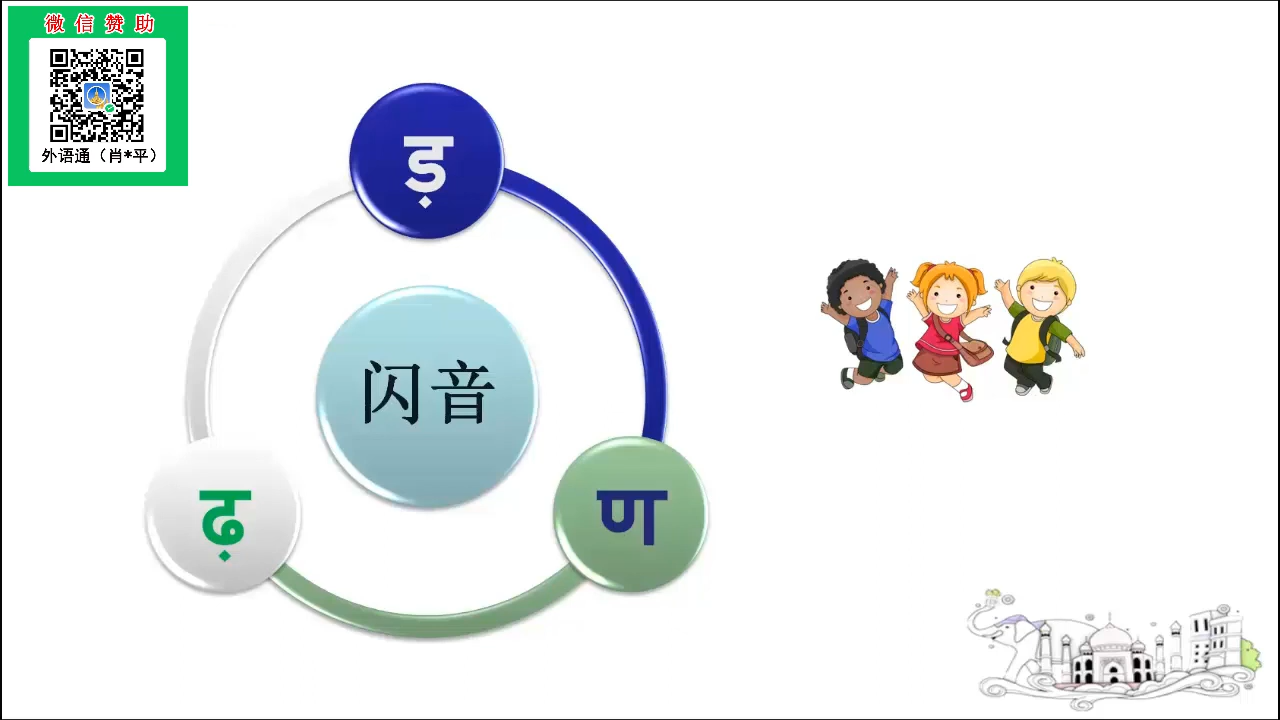 微信赞助
外语通（肖*平）
ड़
闪音
ढ़
ण